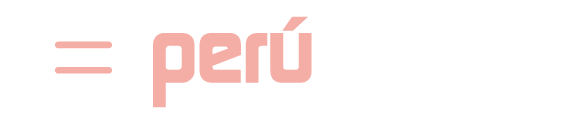 = perú